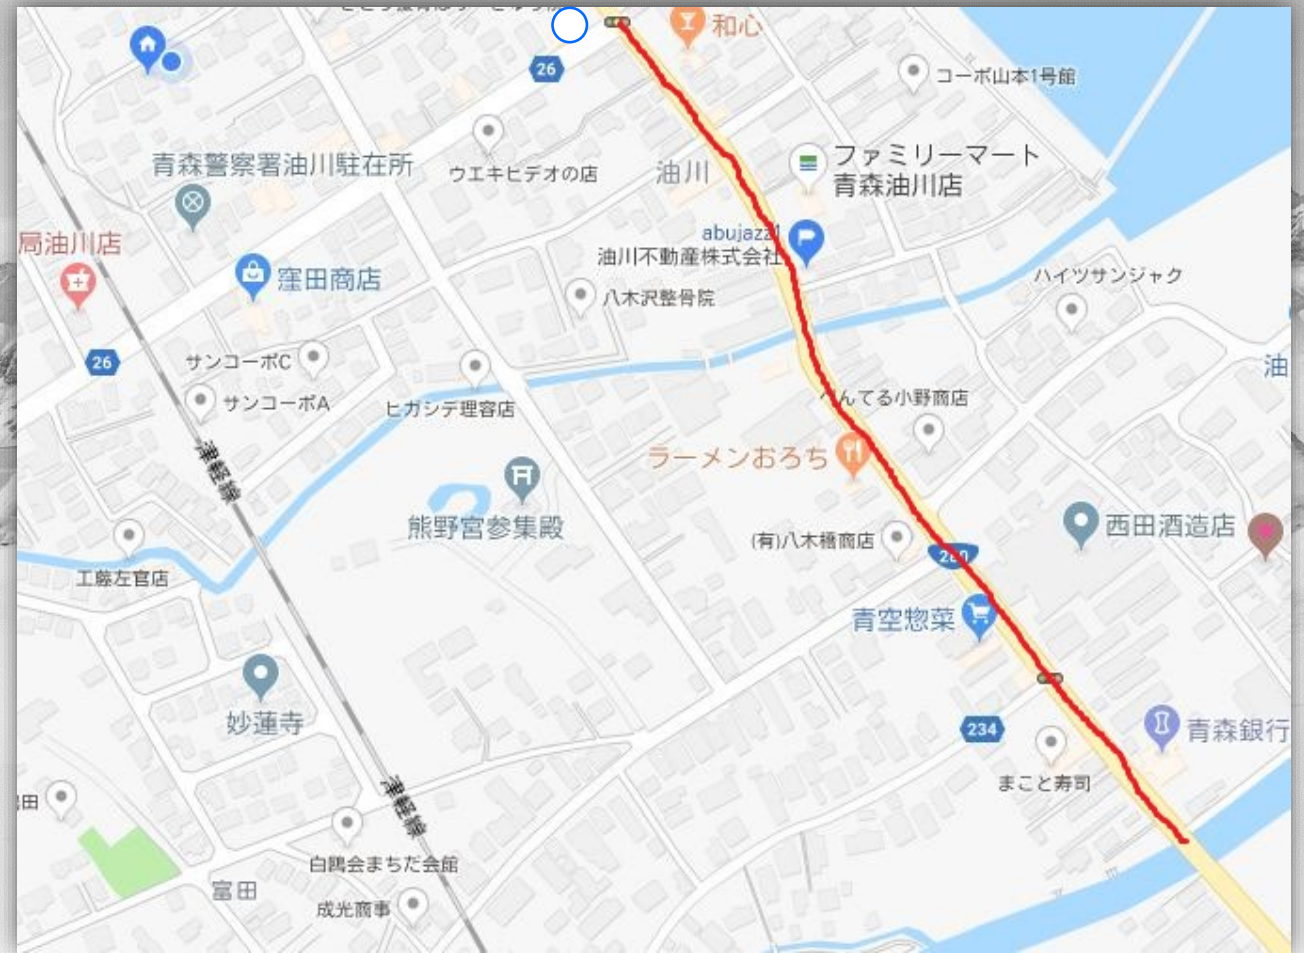 和心
26
コーポ山本1号館
ウエキヒデオの店
青森警察署油川駐在所
油川
ファミリーマート
青森油川店
局油川店
abujazz1
油川不動産株式会社
窪田商店
八木沢整骨院
ハイツサンジャク
サンコーポC
26
サンコーポA
ヒガシデ理容店
んてる小野商店
油
津軽線
ラーメンおろち
熊野宮参集殿
(有)八木橋商店
西田酒造店
280
工藤左官店
青空惣菜
妙蓮寺
234
青森銀行
まこと寿司
田
津軽線
白鴎会まちだ会館
富田
成光商事